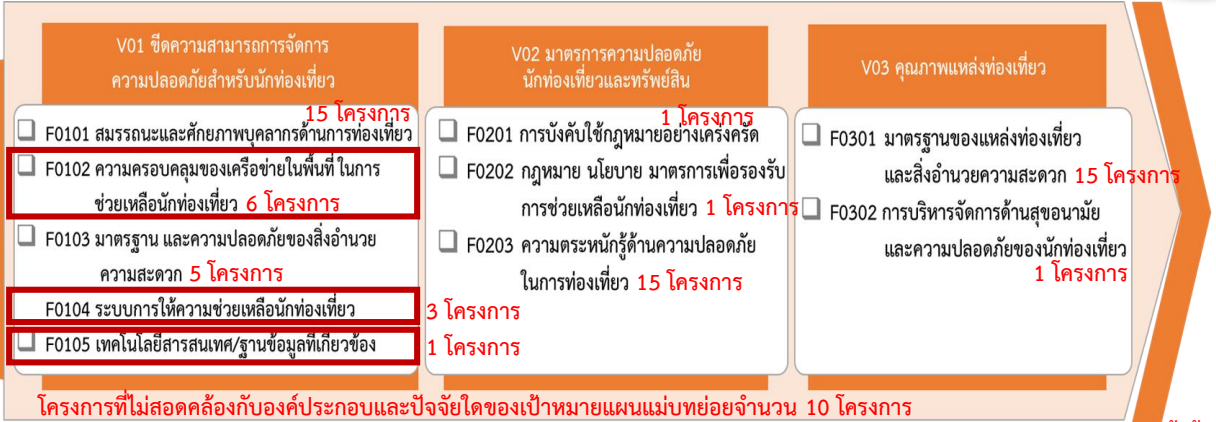 V01 ขีดความสามารถการจัดการ
ความปลอดภัยสำหรับนักท่องเที่ยว
15 โครงการ
F0101 สมรรถนะและศักยภาพบุคลากรด้านการท่องเที่ยว
F0102 ความครอบคลุมของเครือข่ายในพื้นที่ ในการ
ช่วยเหลือนักท่องเที่ยว 6 โครงการ
F0103 มาตรฐาน และความปลอดภัยของสิ่งอำนวย
ความสะดวก 5 โครงการ
F0104 ระบบการให้ความช่วยเหลือนักท่องเที่ยว 3 โครงการ
F0105 เทคโนโลยีสารสนเทศ/ฐานข้อมูลที่เกี่ยวข้อง 1 โครงการ
V02 มาตรการความปลอดภัย
นักท่องเที่ยวและทรัพย์สิน
1 โครงการ
F0201 การบังคับใช้กฎหมายอย่างเคร่งครัด
F0202 กฎหมาย นโยบาย มาตรการเพื่อรองรับ
การช่วยเหลือนักท่องเที่ยว 1 โครงการ
F0203 ความตระหนักรู้ด้านความปลอดภัย
ในการท่องเที่ยว 15 โครงการ
V03 คุณภาพแหล่งท่องเที่ยว
F0301 มาตรฐานของแหล่งท่องเที่ยว
และสิ่งอำนวยความสะดวก 15 โครงการ
F0302 การบริหารจัดการด้านสุขอนามัย
และความปลอดภัยของนักท่องเที่ยว
1 โครงการ
โครงการที่ไม่สอดคล้องกับองค์ประกอบและปัจจัยใดของเป้าหมายแผนแม่บทย่อยจำนวน 10 โครงการ